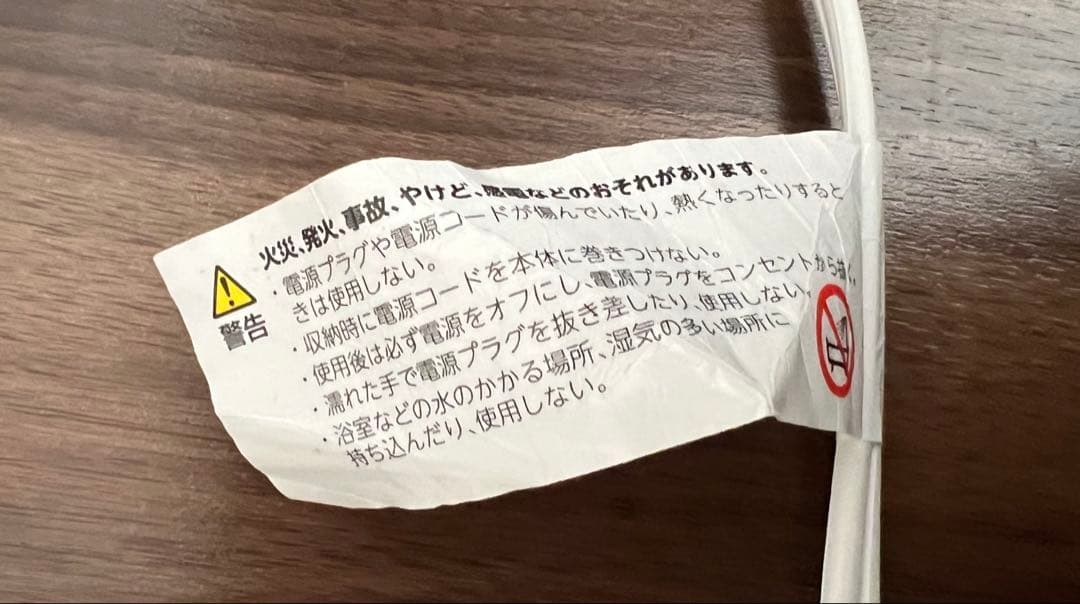 警告
火災、発火、事故、やけど、感電などのおそれがあります。
・電源プラグや電源コードが傷んでいたり、熱くなったりすると
きは使用しない。
・収納時に電源コードを本体に巻きつけない。
・使用後は必ず電源をオフにし、電源プラグをコンセントから
・濡れた手で電源プラグを抜き差したり、使用しない
・浴室などの水のかかる場所、湿気の多い場所に
持ち込んだり、使用しない。